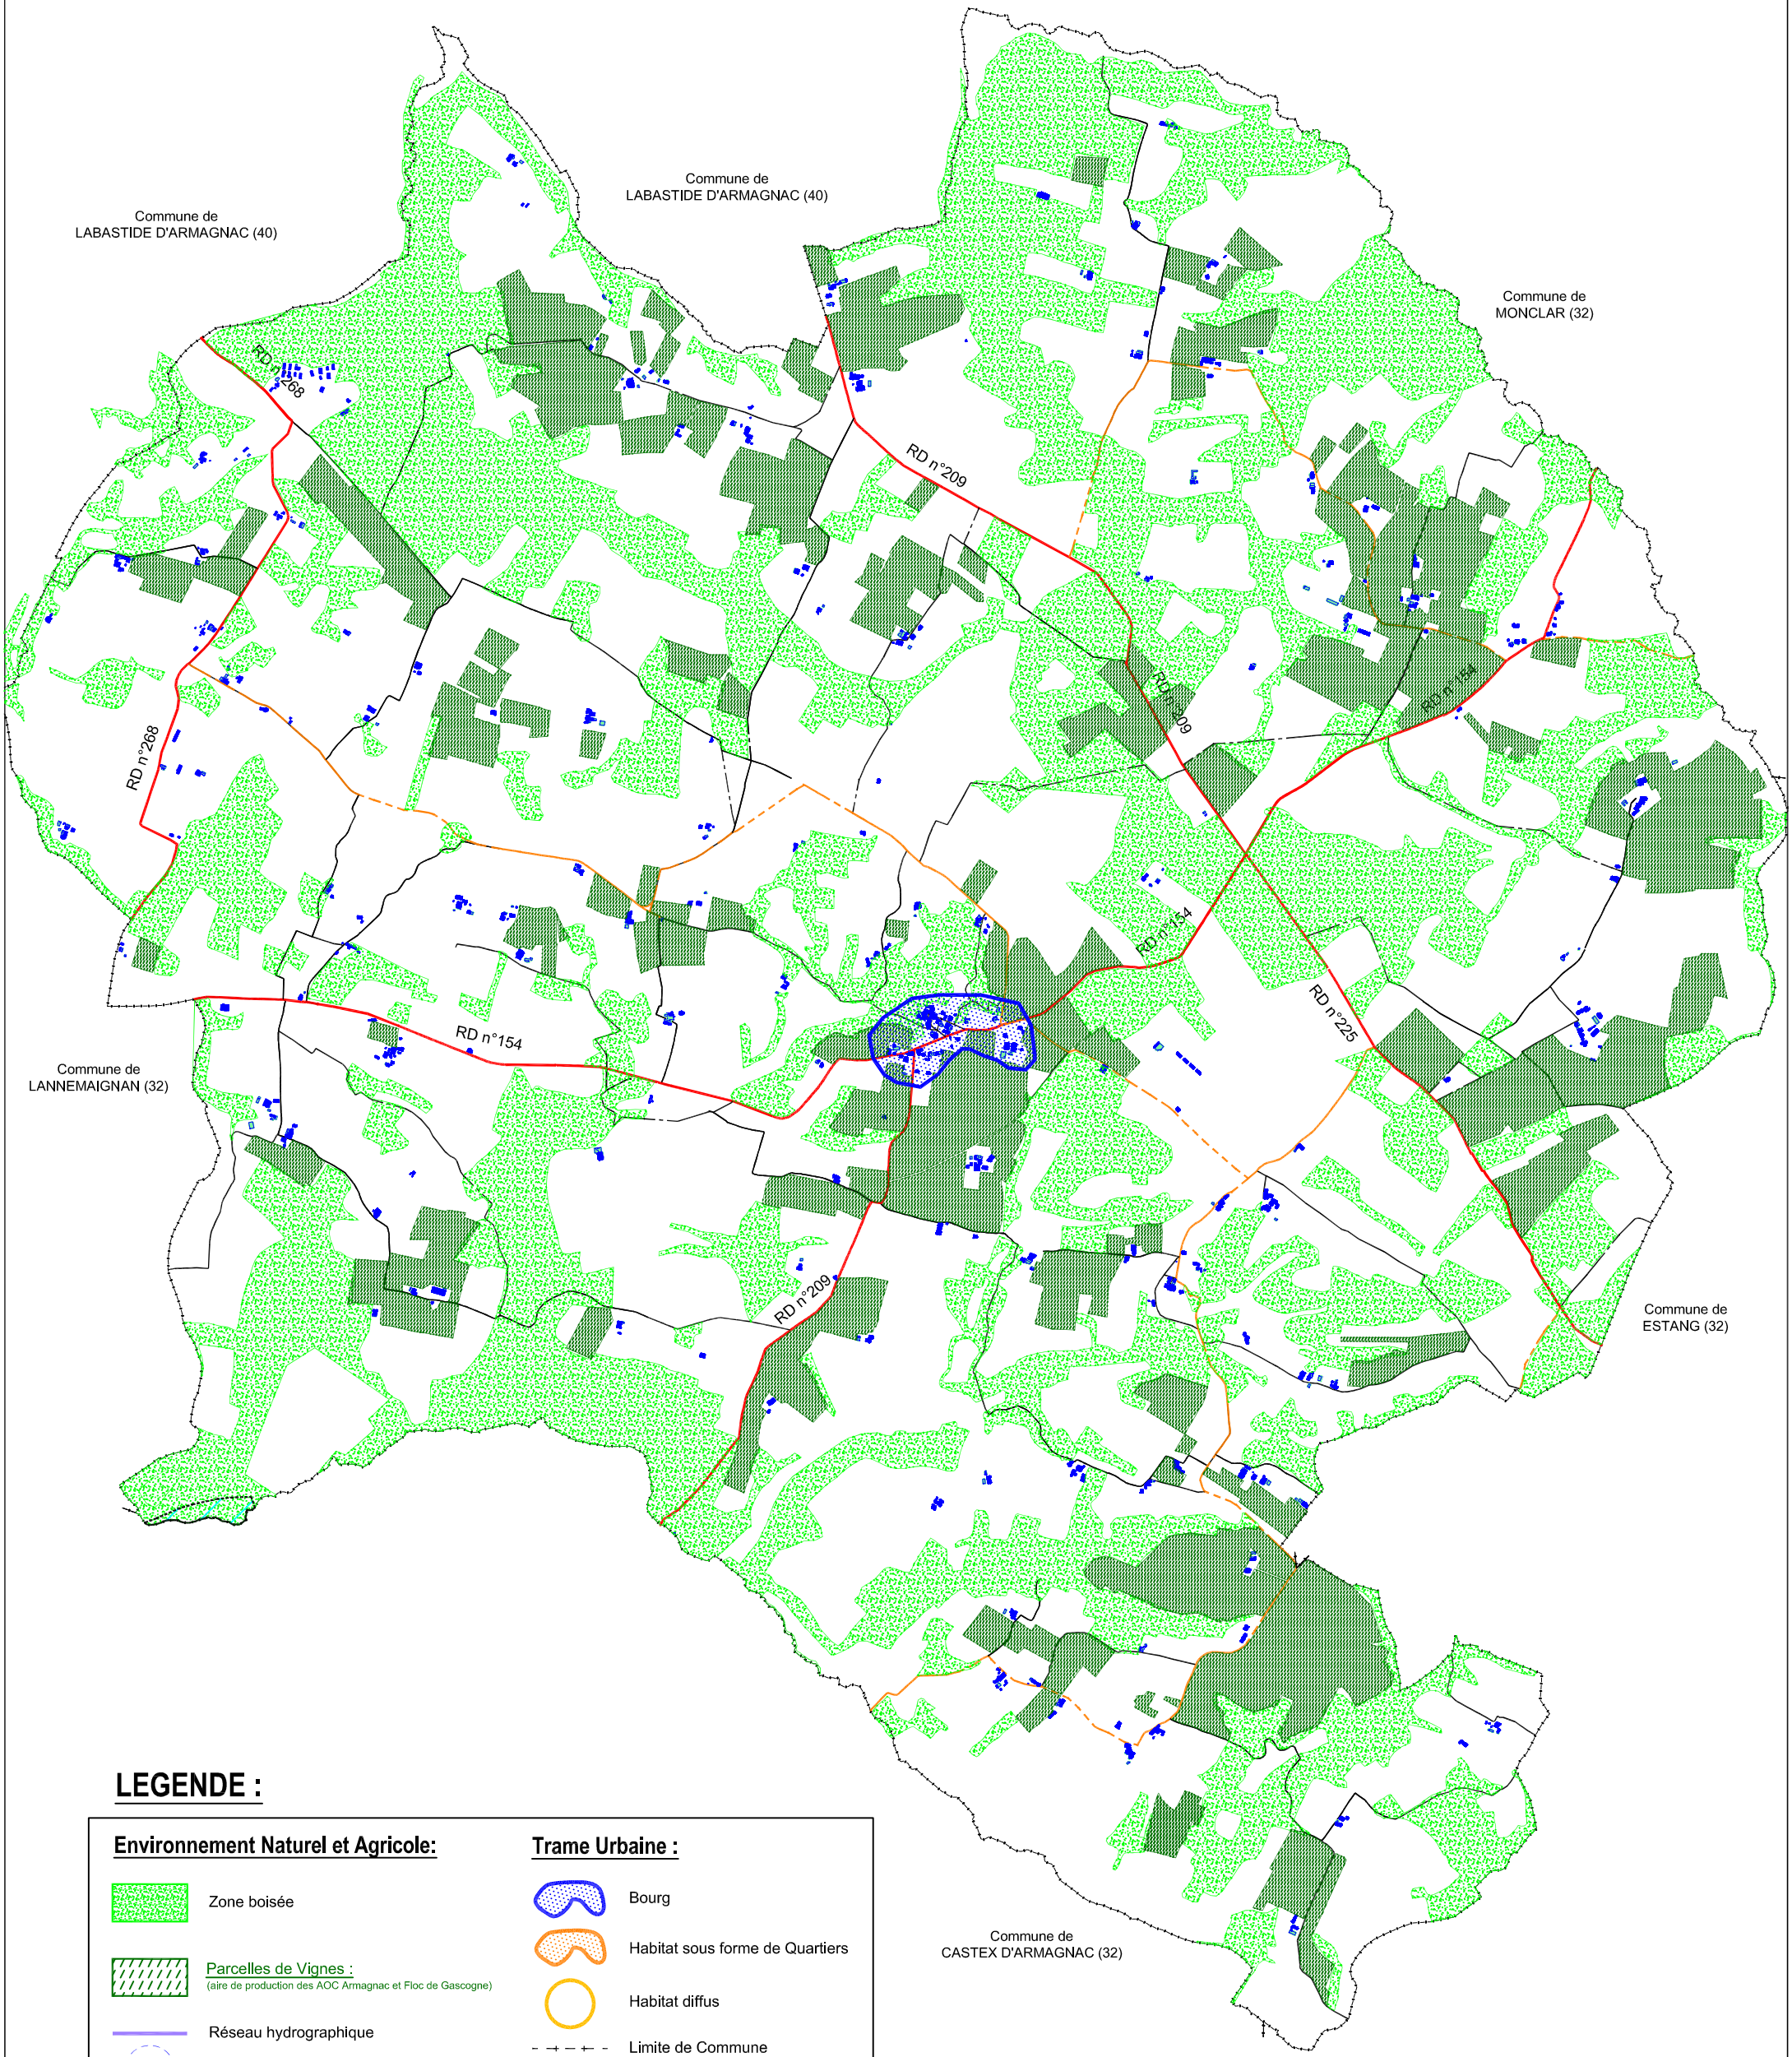 Commune de
LABASTIDE D'ARMAGNAC (40)
Commune de
LABASTIDE D'ARMAGNAC (40)
Commune de
MONCLAR (32)
RD n°268
RD n°209
RD n°154
RD n°209
RD n°268
RD n°154
RD n°225
RD n°154
Commune de
LANNEMAIGNAN (32)
RD n°209
Commune de
ESTANG (32)
LEGENDE :
Environnement Naturel et Agricole:
Zone boisée
Parcelles de Vignes :
(aire de production des AOC Armagnac et Floc de Gascogne)
Réseau hydrographique
Trame Urbaine :
Bourg
Habitat sous forme de Quartiers
Habitat diffus
Limite de Commune
Commune de
CASTEX D'ARMAGNAC (32)